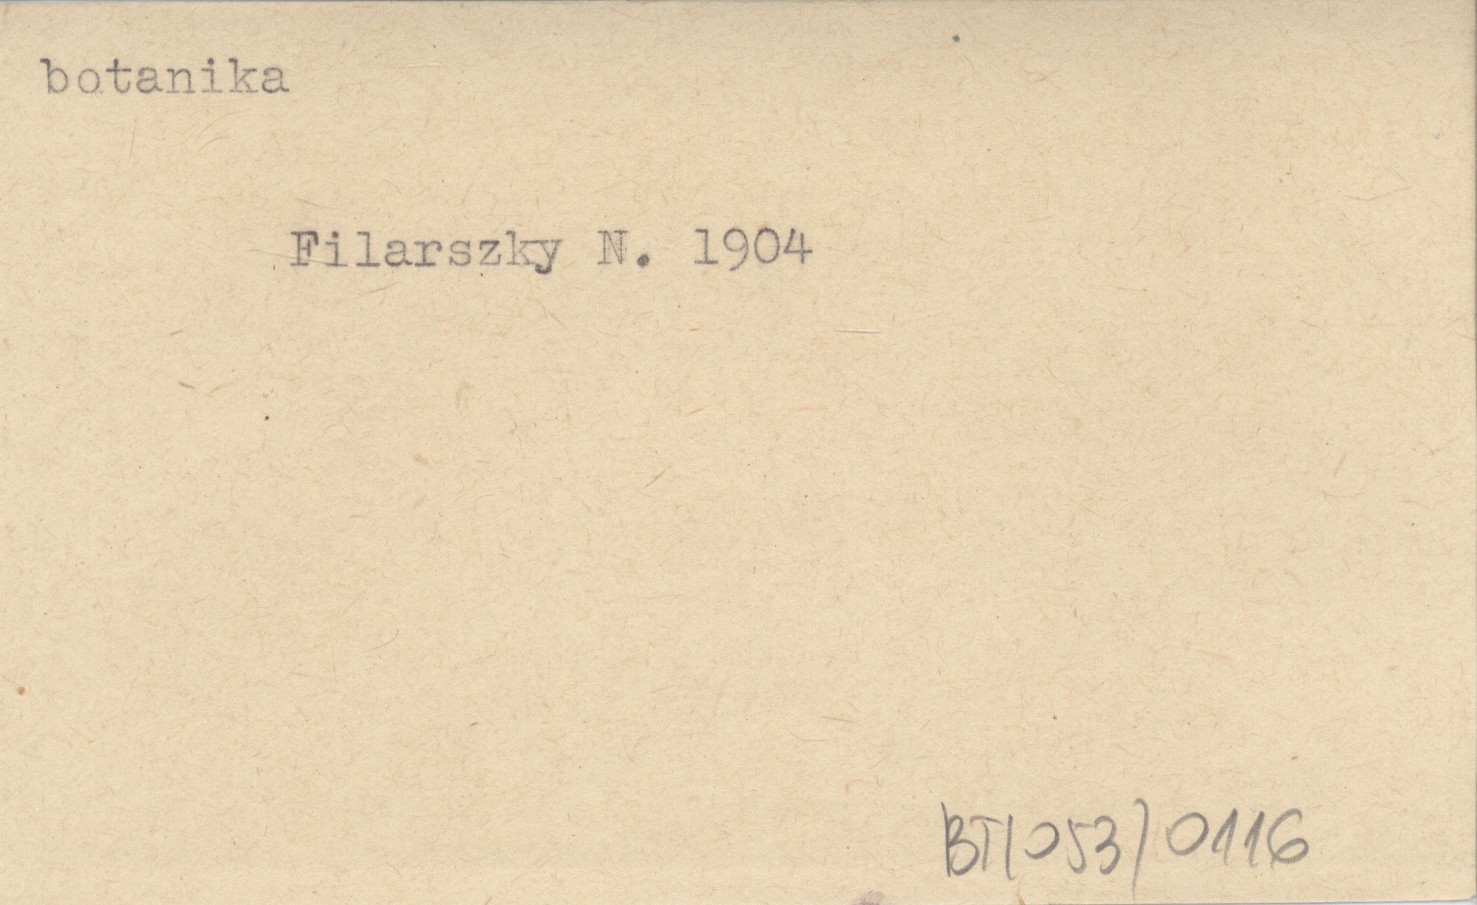 botanika
Filarszky N. 1904
BT/053/0116